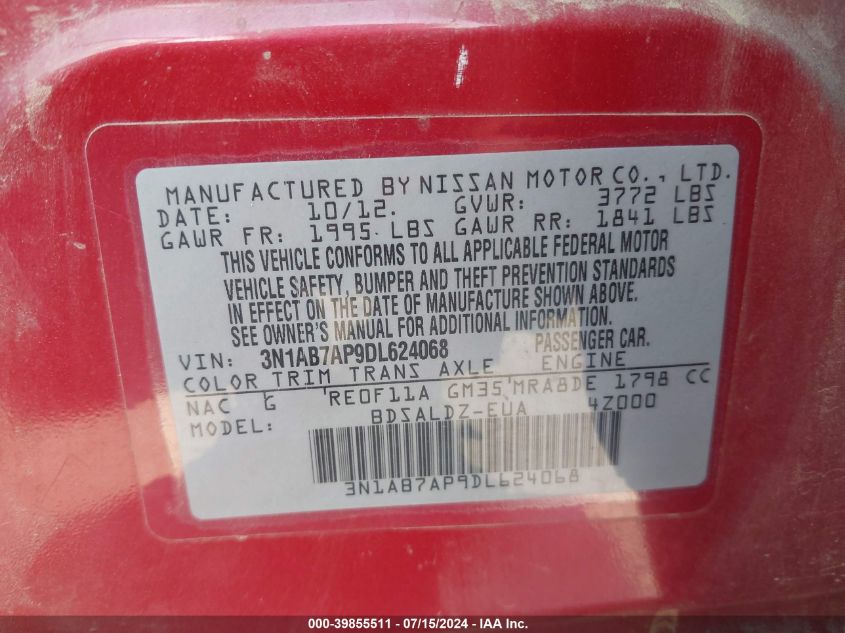 MANUFACTURED BY NISSAN MOTOR CO., LTD.
DATE: 10/12. GVWR: 3772 LBS
GAWR FR: 1995 LBS GAWR RR: 1841 LBS
THIS VEHICLE CONFORMS TO ALL APPLICABLE FEDERAL MOTOR
VEHICLE SAFETY, BUMPER AND THEFT PREVENTION STANDARDS
IN EFFECT ON THE DATE OF MANUFACTURE SHOWN ABOVE.
SEE OWNER'S MANUAL FOR ADDITIONAL INFORMATION.
VIN: 3N1AB7AP9DL624068 PASSENGER CAR.
COLOR TRIM TRANS AXLE ENGINE
NAC G RE0F11A GM35 MRA8DE 1798 CC
MODEL: BDSALDZ-EUA 4Z000
3N1AB7AP9DL624068
000-39855511 - 07/15/2024 - IAA Inc.